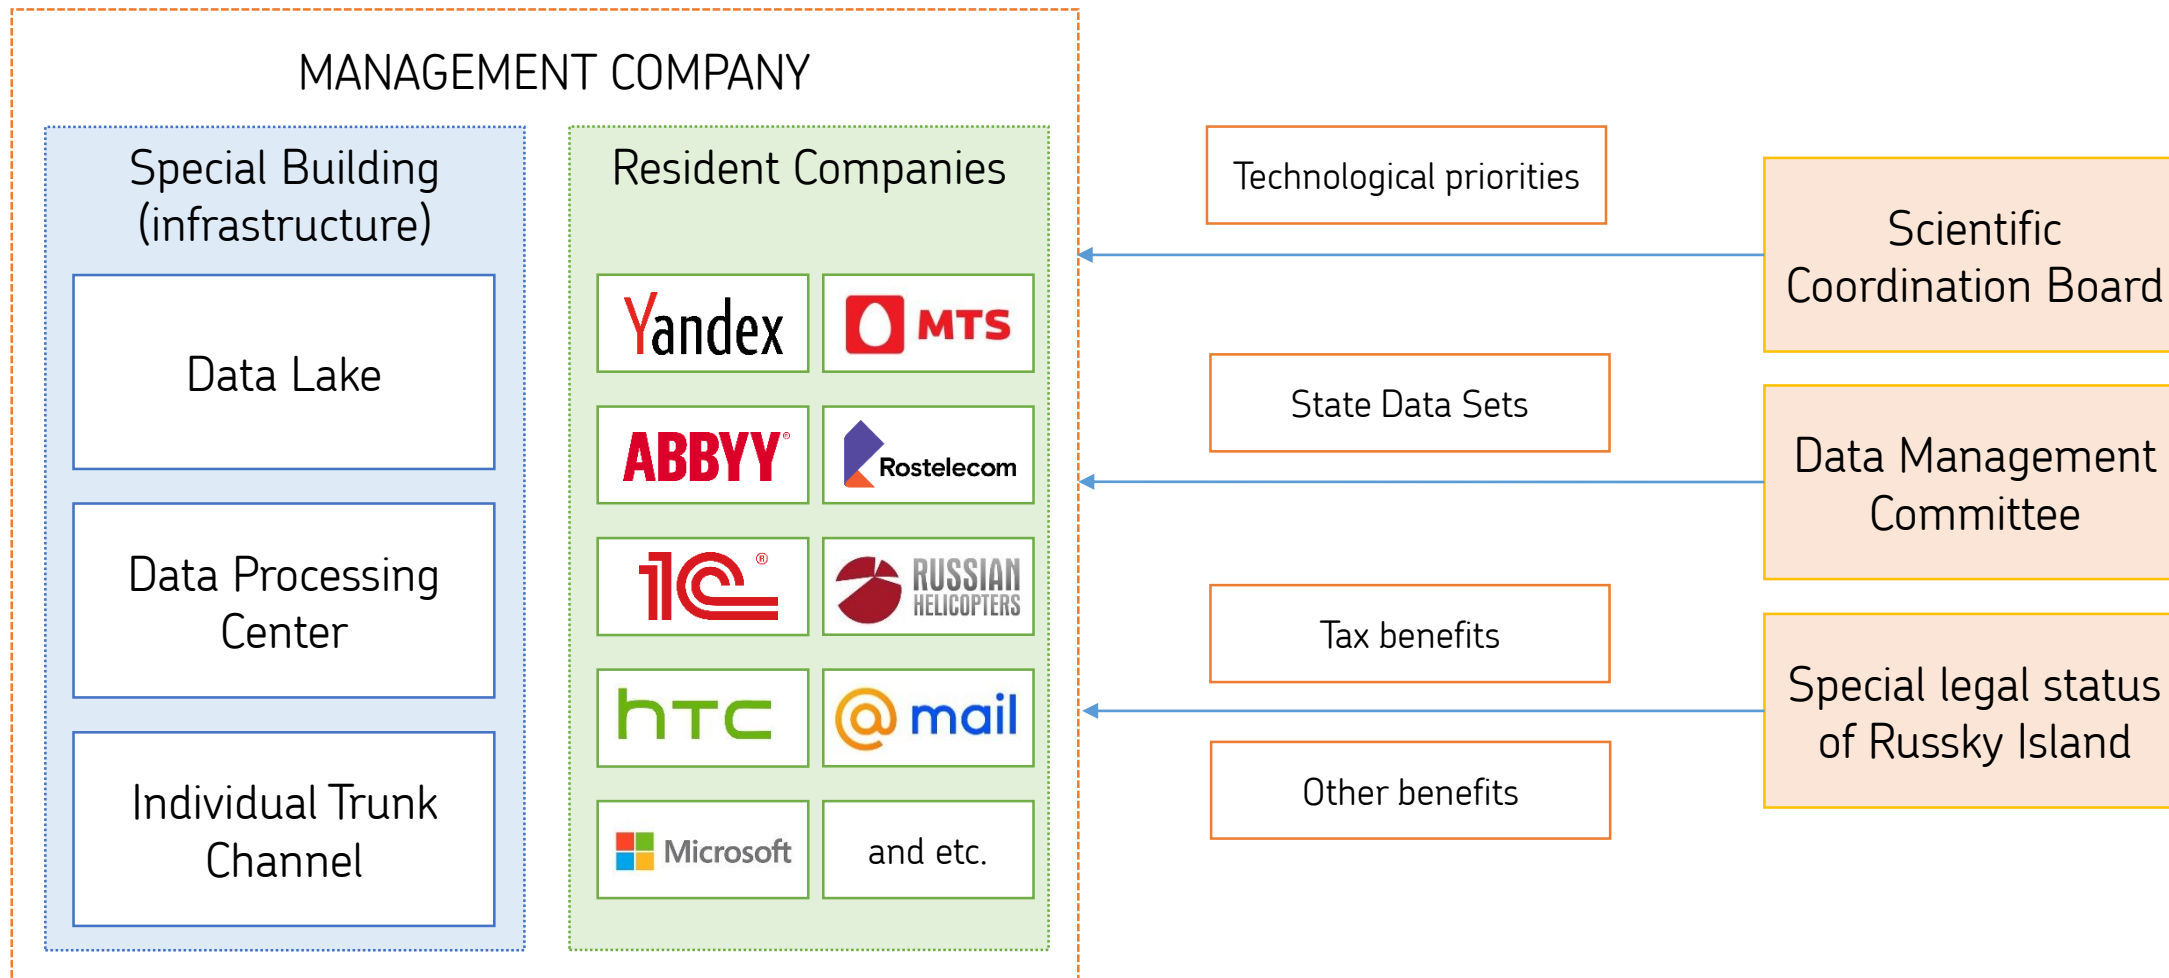 MANAGEMENT COMPANY
Special Building
(infrastructure)
Data Lake
Data Processing
Center
Individual Trunk
Channel
Resident Companies
Yandex
MTS
ABBYY®
Rostelecom
1C®
RUSSIAN
HELICOPTERS
hTC
@mail
Microsoft
and etc.
Technological priorities
State Data Sets
Tax benefits
Other benefits
Scientific
Coordination Board
Data Management
Committee
Special legal status
of Russky Island